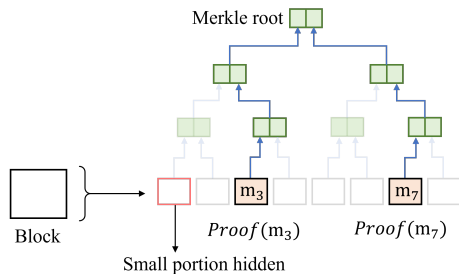 Merkle root
m₃
m₇
Block
Proof(m₃)
Proof(m₇)
Small portion hidden